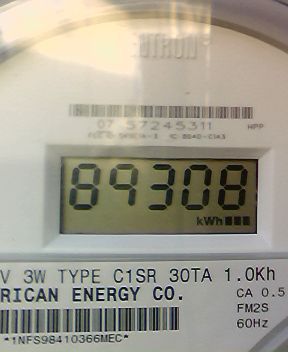 ITRON
07 57245311 HPP
89308
kWh
V 3W TYPE C1SR 30TA 1.0Kh
RICAN ENERGY CO. CA 0.5
FM2S
*1NFS98410366MEC* 60Hz